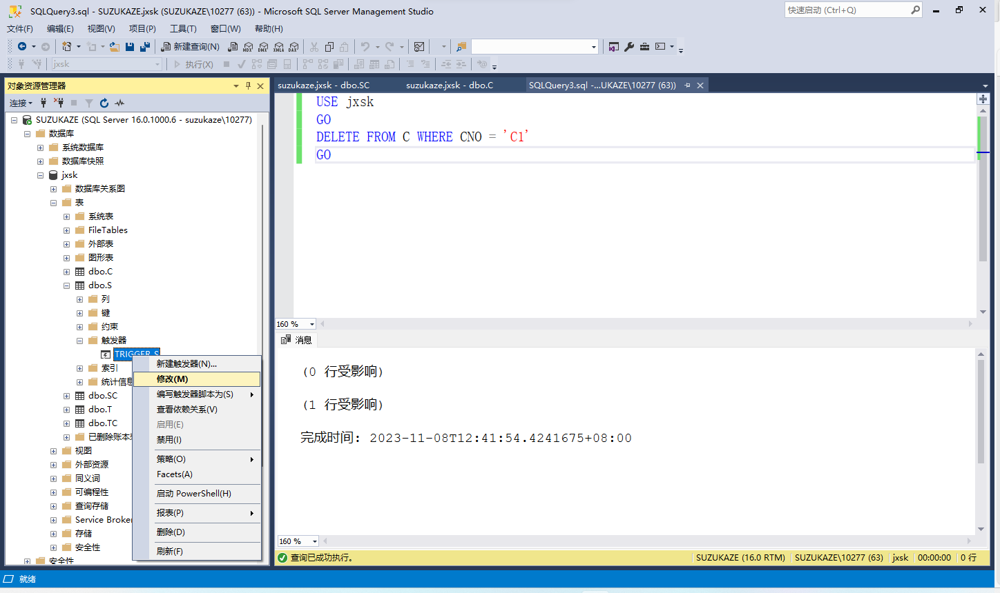 SQLQuery3.sql - SUZUKAZE.jxsk (SUZUKAZE\10277 (63)) - Microsoft SQL Server Management Studio
快速启动 (Ctrl+Q)
文件(F) 编辑(E) 视图(V) 项目(P) 工具(T) 窗口(W) 帮助(H)
新建查询(N) MDX DMX XMLA DAX
jxsk 执行(X)
对象资源管理器
连接
SUZUKAZE (SQL Server 16.0.1000.6 - suzukaze\10277)
数据库
系统数据库
数据库快照
jxsk
数据库关系图
表
系统表
FileTables
外部表
图形表
dbo.C
dbo.S
列
键
约束
触发器
TRIGGER_S
索引
统计信息
dbo.SC
dbo.T
dbo.TC
已删除账本表
视图
外部资源
同义词
可编程性
查询存储
Service Broker
存储
安全性
安全性
新建触发器(N)...
修改(M)
编写触发器脚本为(S)
查看依赖关系(V)
启用(E)
禁用(I)
策略(O)
Facets(A)
启动 PowerShell(H)
报表(P)
删除(D)
刷新(F)
suzukaze.jxsk - dbo.SC suzukaze.jxsk - dbo.C SQLQuery3.sql -...UKAZE\10277 (63))
USE jxsk
GO
DELETE FROM C WHERE CNO = 'C1'
GO
160 %
消息
(0 行受影响)
(1 行受影响)
完成时间: 2023-11-08T12:41:54.4241675+08:00
160 %
查询已成功执行。 SUZUKAZE (16.0 RTM) SUZUKAZE\10277 (63) jxsk 00:00:00 0 行
就绪